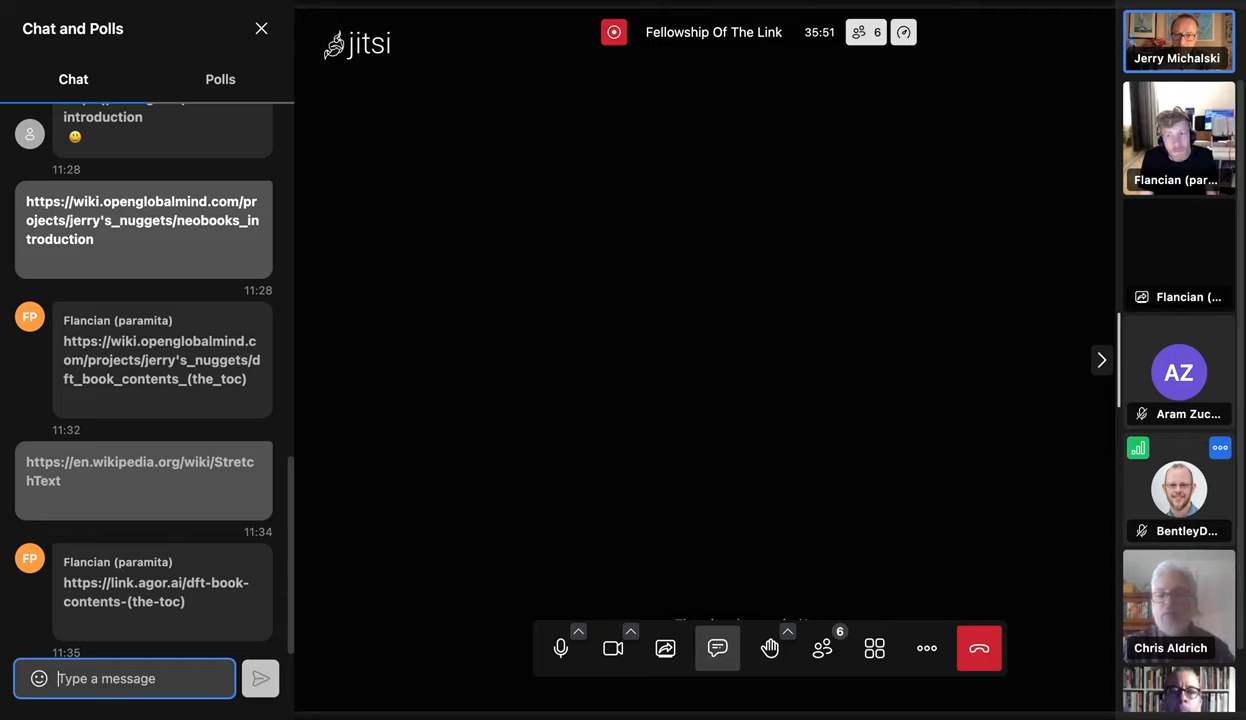 Chat and Polls
Chat
Polls
introduction
😃
11:28
https://wiki.openglobalmind.com/pr
ojects/jerry's_nuggets/neobooks_in
troduction
11:28
FP
Flancian (paramita)
https://wiki.openglobalmind.c
om/projects/jerry's_nuggets/d
ft_book_contents_(the_toc)
11:32
https://en.wikipedia.org/wiki/Stretc
hText
11:34
FP
Flancian (paramita)
https://link.agor.ai/dft-book-
contents-(the-toc)
11:35
Type a message
jitsi
Fellowship Of The Link
35:51
6
6
Jerry Michalski
Flancian (par...
Flancian (...
AZ
Aram Zuc...
BentleyD...
Chris Aldrich